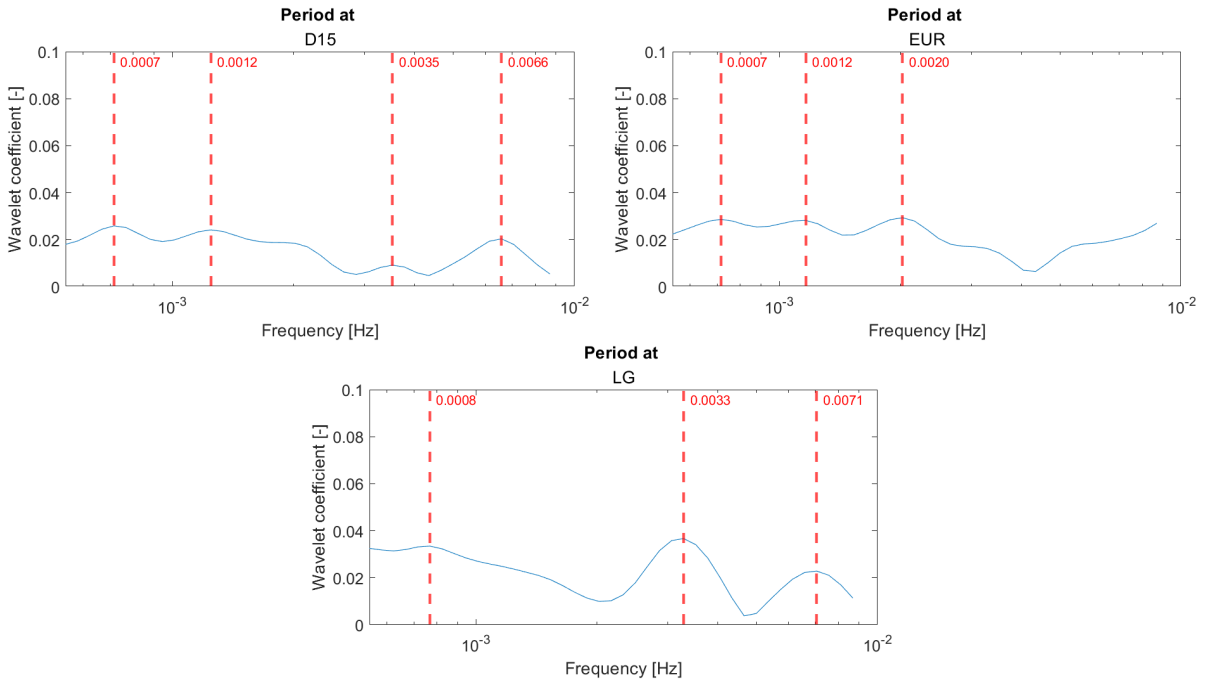 Period at
D15
0.0007
0.0012
0.0035
0.0066
0.1
0.08
0.06
0.04
0.02
0
Wavelet coefficient [-]
10-3
10-2
Frequency [Hz]
Period at
EUR
0.0007
0.0012
0.0020
0.1
0.08
0.06
0.04
0.02
0
Wavelet coefficient [-]
10-3
10-2
Frequency [Hz]
Period at
LG
0.0008
0.0033
0.0071
0.1
0.08
0.06
0.04
0.02
0
Wavelet coefficient [-]
10-3
10-2
Frequency [Hz]